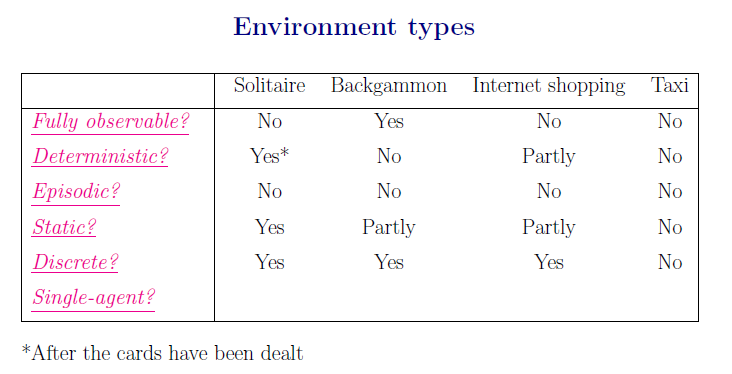 Environment types
Solitaire Backgammon Internet shopping Taxi
Fully observable? No Yes No No
Deterministic? Yes* No Partly No
Episodic? No No No No
Static? Yes Partly Partly No
Discrete? Yes Yes Yes No
Single-agent?
*After the cards have been dealt